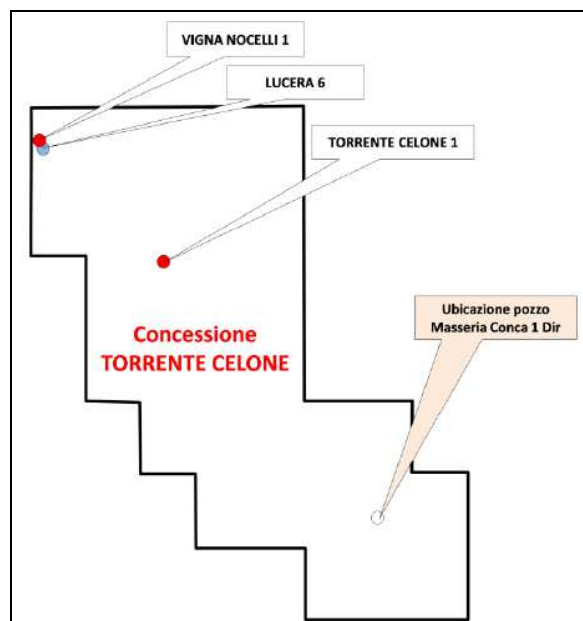 VIGNA NOCELLI 1
LUCERA 6
TORRENTE CELONE 1
Ubicazione pozzo
Masseria Conca 1 Dir
Concessione
TORRENTE CELONE